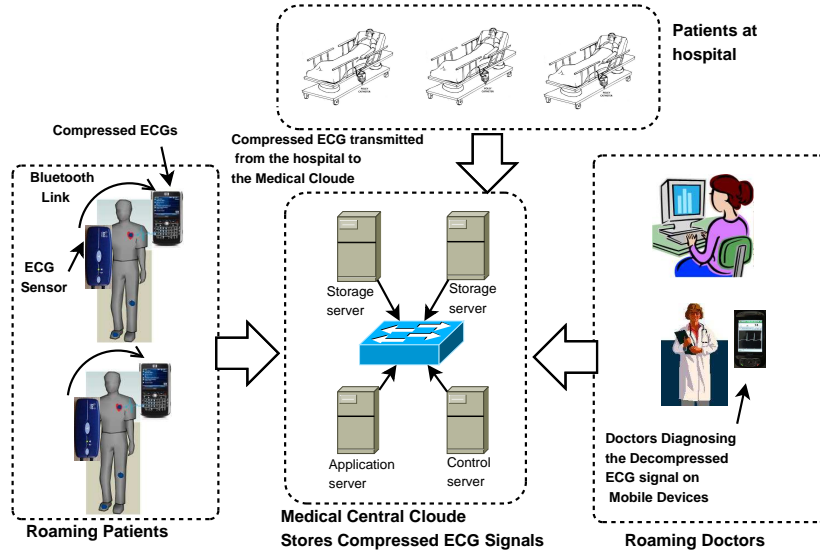 Patients at
hospital
Compressed ECGs
Compressed ECG transmitted
from the hospital to
the Medical Cloude
Bluetooth
Link
ECG
Sensor
Storage
server
Storage
server
Application
server
Control
server
Doctors Diagnosing
the Decompressed
ECG signal on
Mobile Devices
Roaming Patients
Medical Central Cloude
Stores Compressed ECG Signals
Roaming Doctors